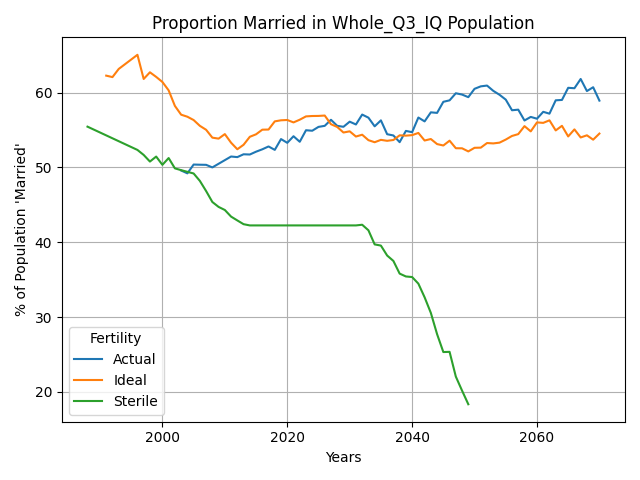 Proportion Married in Whole_Q3_IQ Population
% of Population 'Married'
60
50
40
30
20
Fertility
Actual
Ideal
Sterile
2000
2020
2040
2060
Years